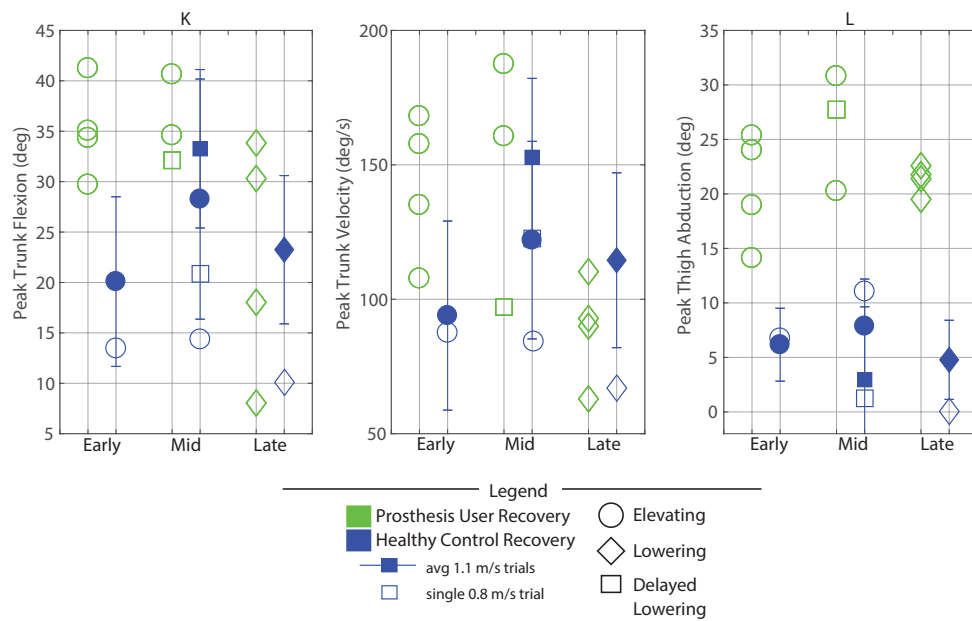 K
L
Peak Trunk Flexion (deg)
45
40
35
30
25
20
15
10
5
Early
Mid
Late
Peak Trunk Velocity (deg/s)
200
150
100
50
Early
Mid
Late
Peak Thigh Abduction (deg)
35
30
25
20
15
10
5
0
Early
Mid
Late
Legend
Prosthesis User Recovery
Healthy Control Recovery
avg 1.1 m/s trials
single 0.8 m/s trial
Elevating
Lowering
Delayed
Lowering